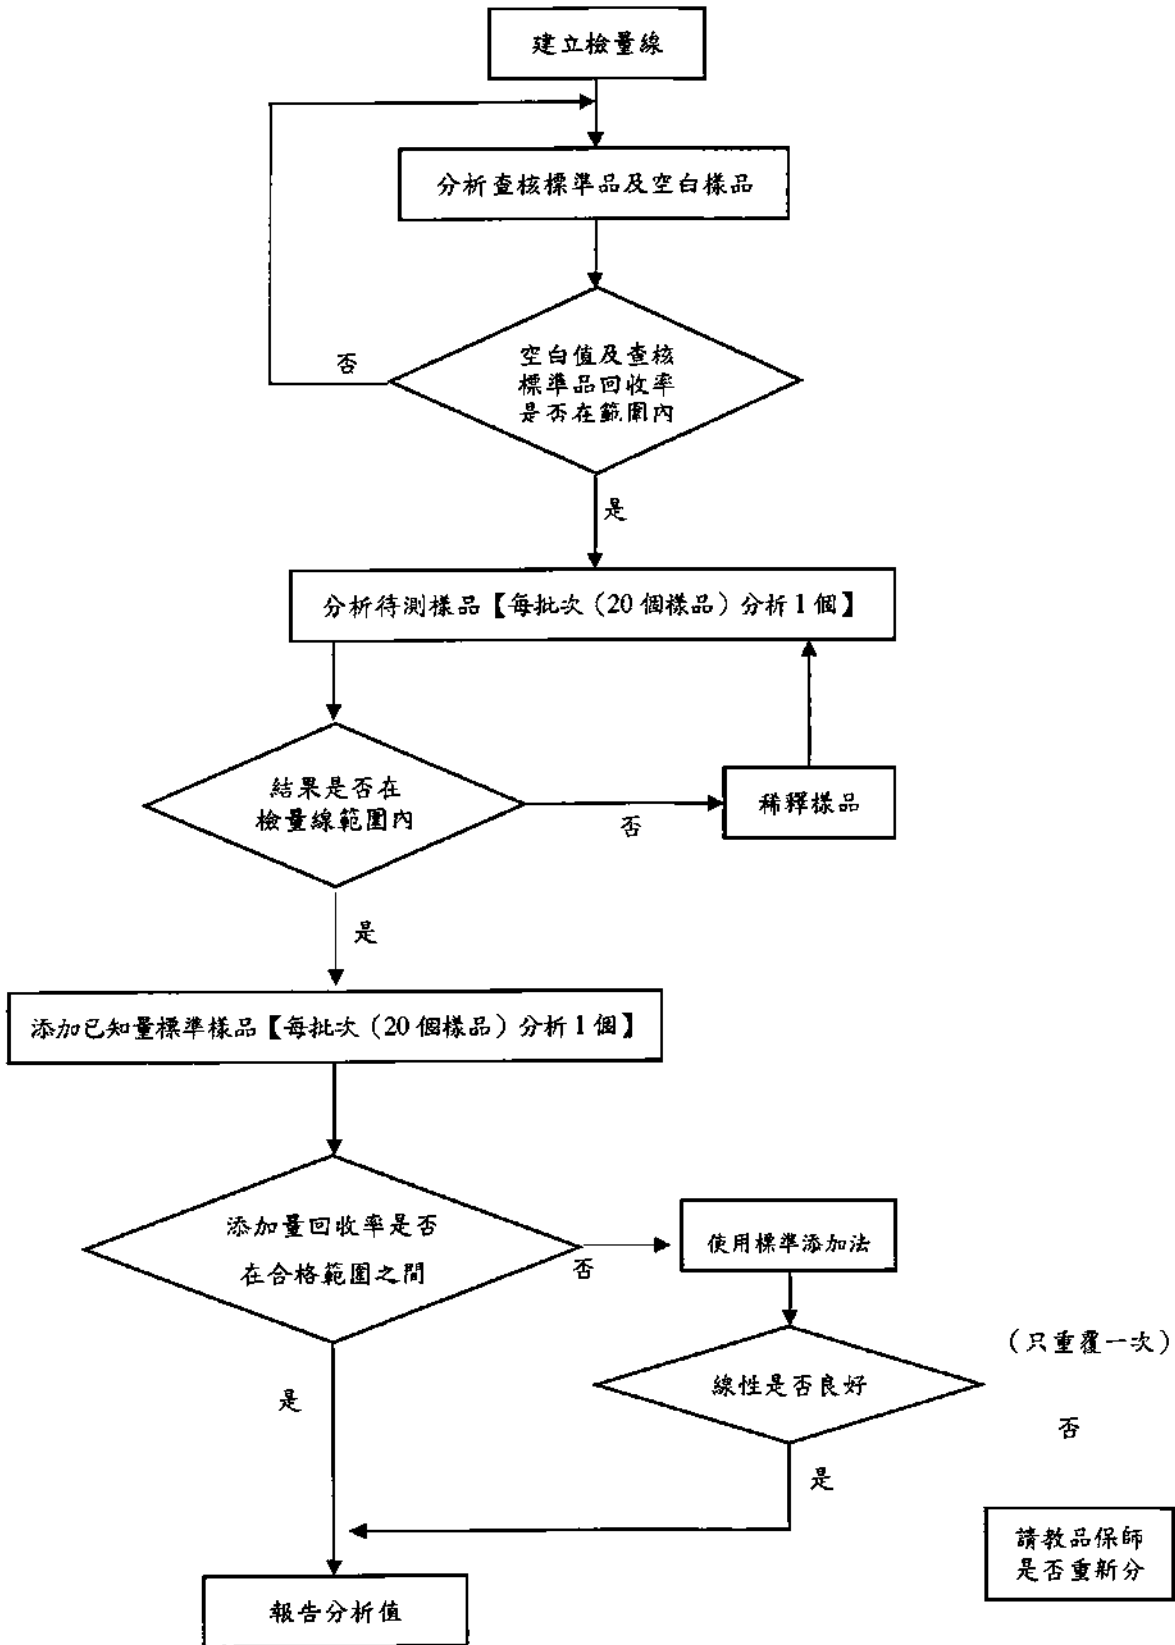 建立檢量線
分析查核標準品及空白樣品
空白值及查核
標準品回收率
是否在範圍內
否
是
分析待測樣品【每批次（20 個樣品）分析 1 個】
結果是否在
檢量線範圍內
否
稀釋樣品
是
添加已知量標準樣品【每批次（20 個樣品）分析 1 個】
添加量回收率是否
在合格範圍之間
否
使用標準添加法
（只重覆一次）
線性是否良好
是
否
是
請教品保師
是否重新分
報告分析值